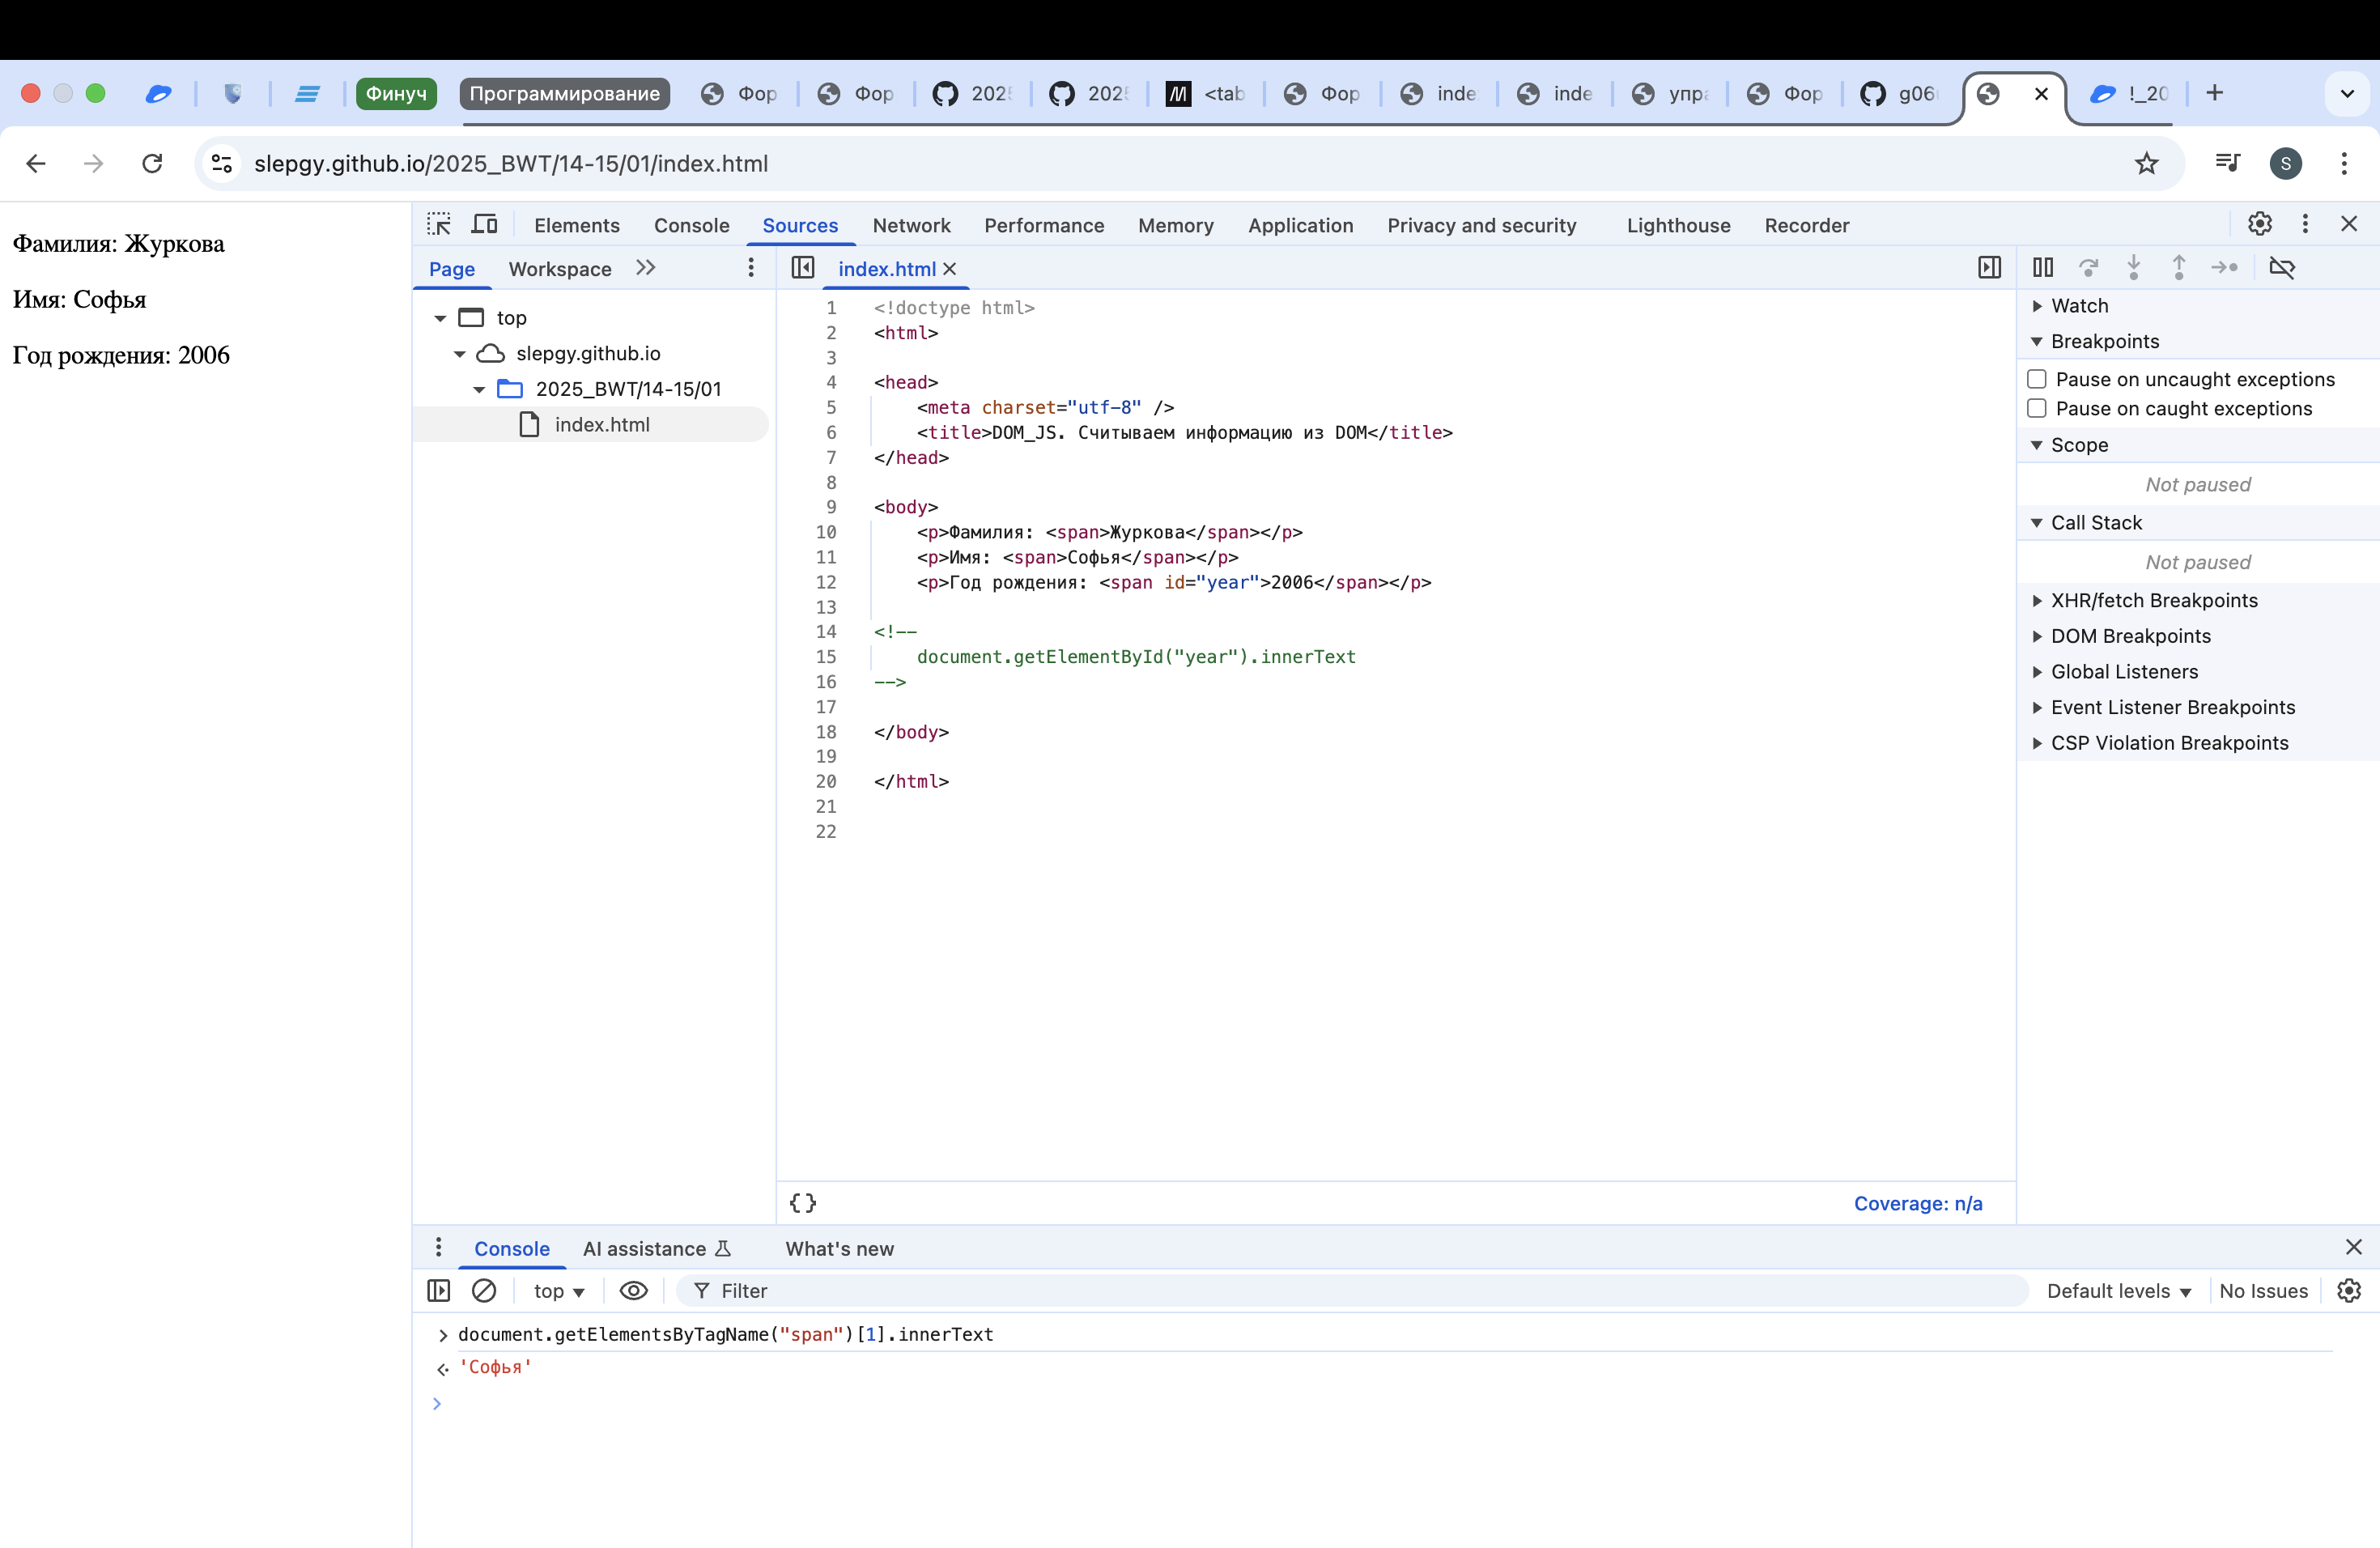 Финуч Программирование Фор Фор 202 202 <tab Фор inde inde упра Фор g06 !_20
slepgy.github.io/2025_BWT/14-15/01/index.html S
Фамилия: Журкова
Имя: Софья
Год рождения: 2006
Elements Console Sources Network Performance Memory Application Privacy and security Lighthouse Recorder
Page Workspace
top
slepgy.github.io
2025_BWT/14-15/01
index.html
index.html
1 <!doctype html>
2 <html>
3
4 <head>
5 <meta charset="utf-8" />
6 <title>DOM_JS. Считываем информацию из DOM</title>
7 </head>
8
9 <body>
10 <p>Фамилия: <span>Журкова</span></p>
11 <p>Имя: <span>Софья</span></p>
12 <p>Год рождения: <span id="year">2006</span></p>
13
14 <!--
15 document.getElementById("year").innerText
16 -->
17
18 </body>
19
20 </html>
21
22
{} Coverage: n/a
Watch
Breakpoints
Pause on uncaught exceptions
Pause on caught exceptions
Scope
Not paused
Call Stack
Not paused
XHR/fetch Breakpoints
DOM Breakpoints
Global Listeners
Event Listener Breakpoints
CSP Violation Breakpoints
Console AI assistance What's new
top Filter Default levels No Issues
document.getElementsByTagName("span")[1].innerText
'Софья'